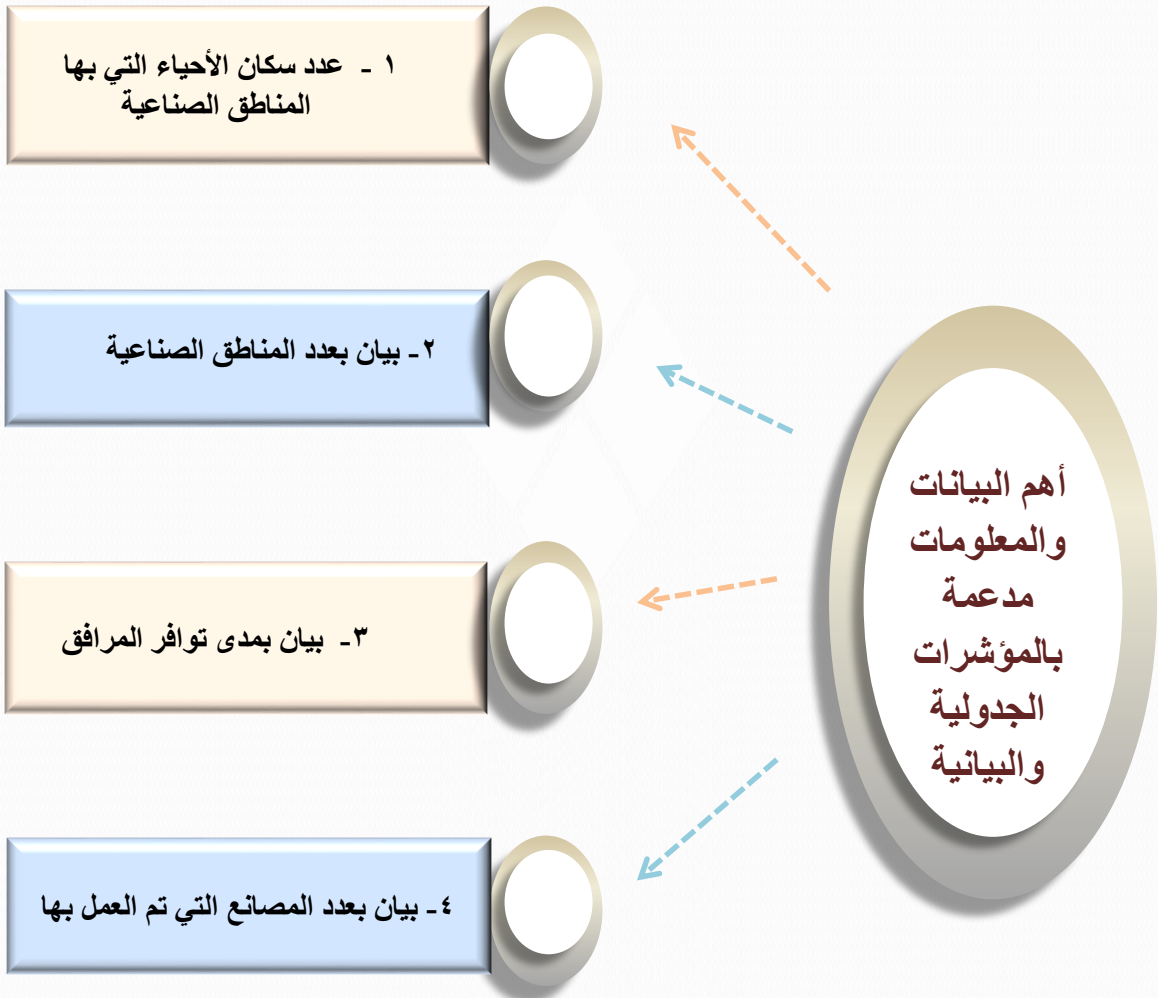 أهم البيانات
والمعلومات
مدعمة
بالمؤشرات
الجدولية
والبيانية
١ - عدد سكان الأحياء التي بها
المناطق الصناعية
٢- بيان بعدد المناطق الصناعية
٣- بيان بمدى توافر المرافق
٤- بيان بعدد المصانع التي تم العمل بها